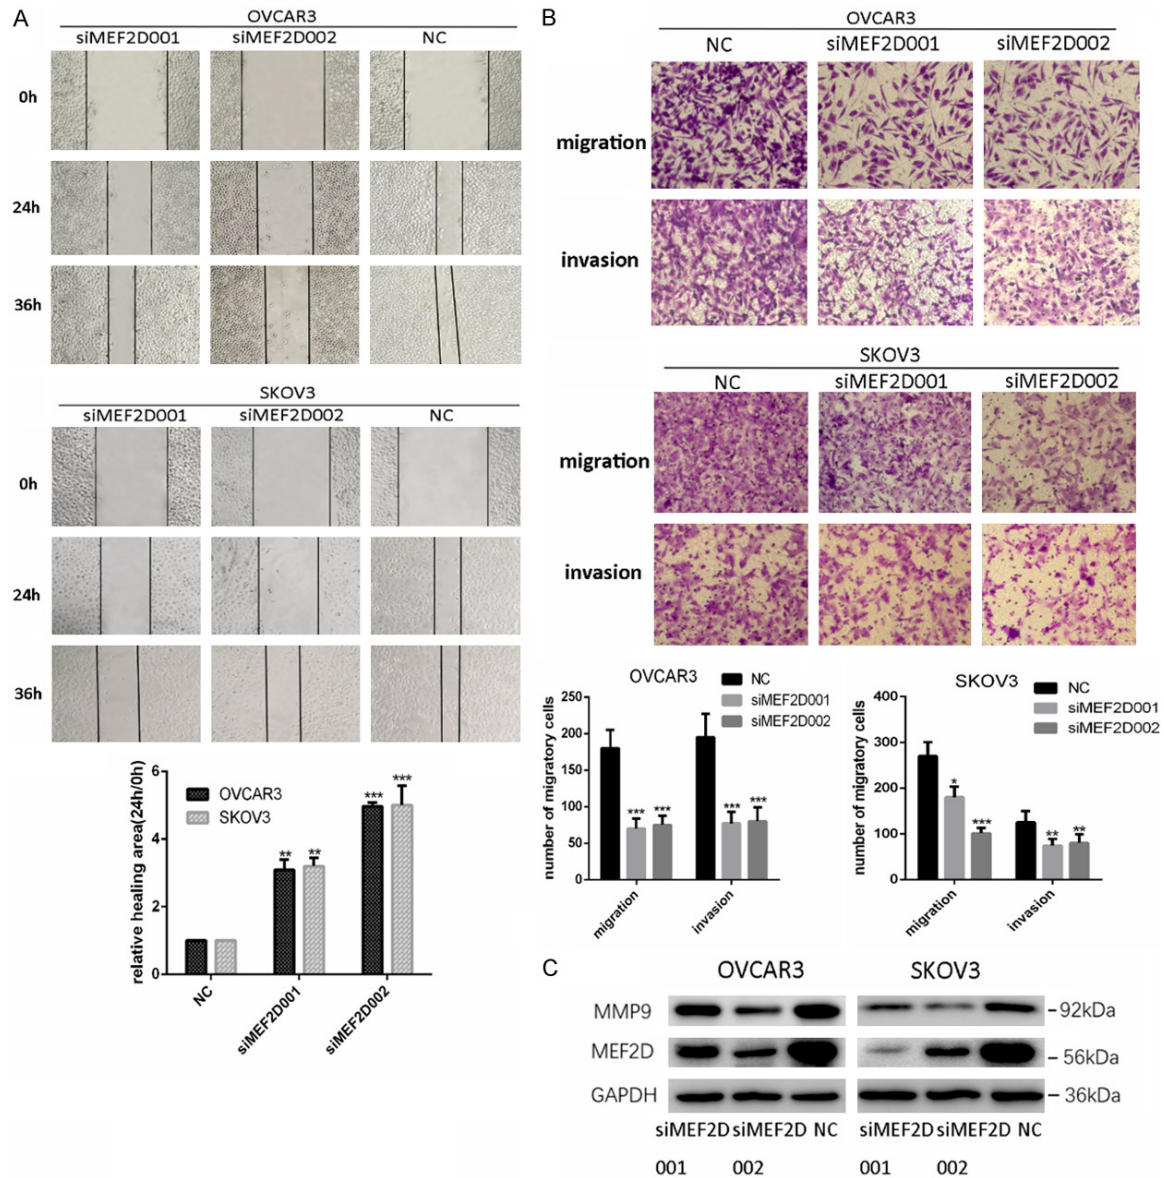 A
OVCAR3
siMEF2D001 siMEF2D002 NC
0h
24h
36h
SKOV3
siMEF2D001 siMEF2D002 NC
0h
24h
36h
relative healing area(24h/0h)
6
4
2
0
OVCAR3
SKOV3
** **
*** ***
NC siMEF2D001 siMEF2D002
B
OVCAR3
NC siMEF2D001 siMEF2D002
migration
invasion
SKOV3
NC siMEF2D001 siMEF2D002
migration
invasion
OVCAR3
NC
siMEF2D001
siMEF2D002
number of migratory cells
250
200
150
100
50
0
*** *** *** ***
migration invasion
SKOV3
NC
siMEF2D001
siMEF2D002
number of migratory cells
400
300
200
100
0
* *** ** **
migration invasion
C
OVCAR3 SKOV3
MMP9 -92kDa
MEF2D - 56kDa
GAPDH - 36kDa
siMEF2D siMEF2D NC siMEF2D siMEF2D NC
001 002 001 002